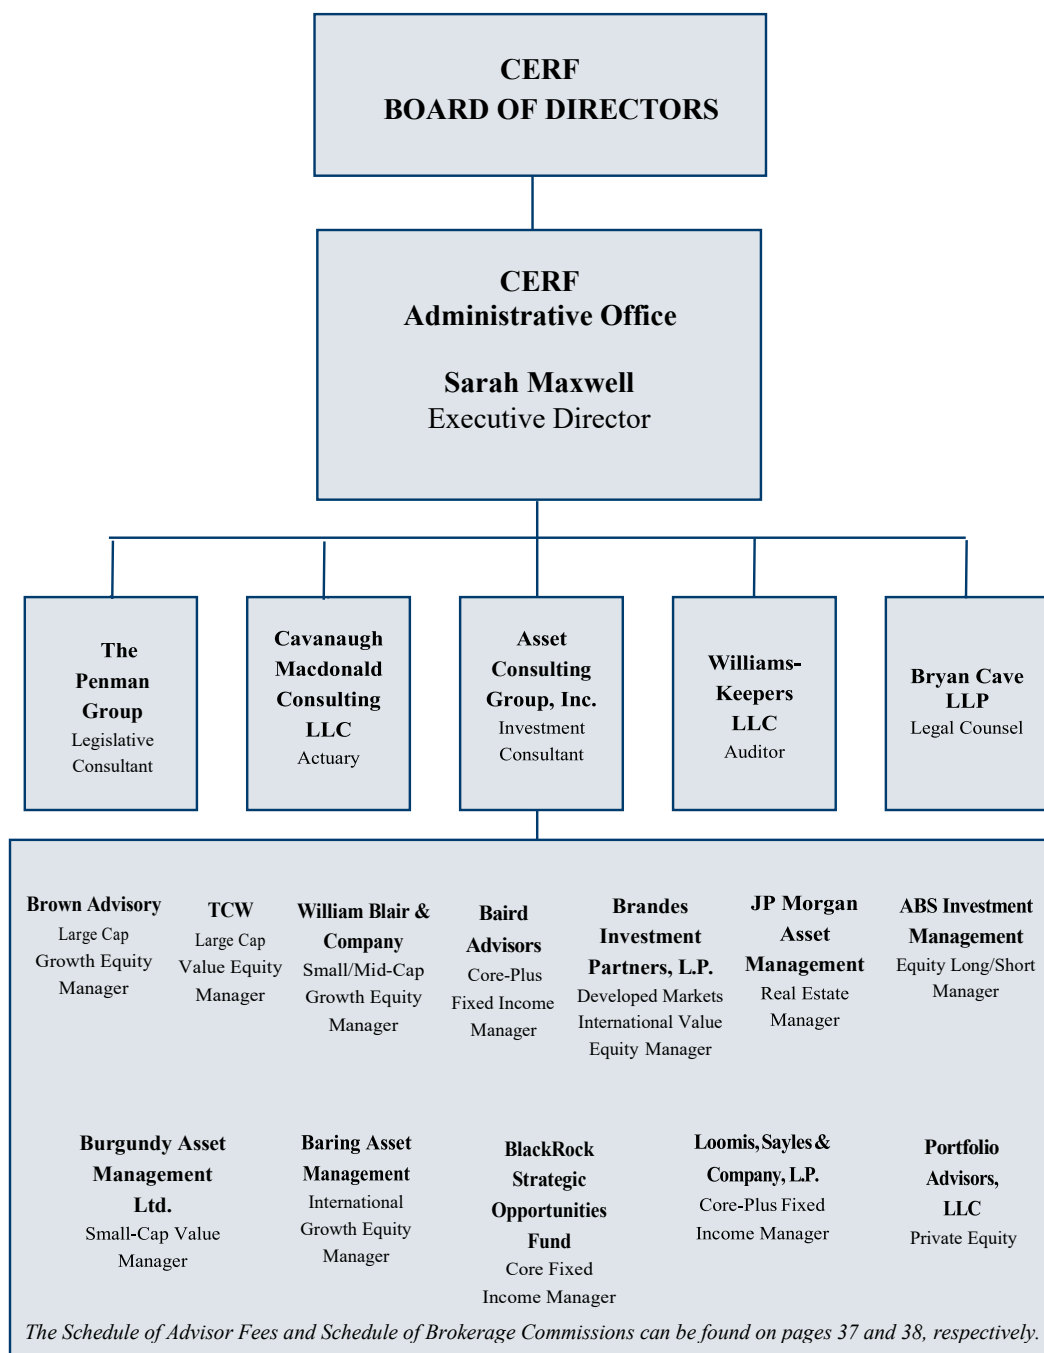 CERF
BOARD OF DIRECTORS
CERF
Administrative Office
Sarah Maxwell
Executive Director
The
Penman
Group
Legislative
Consultant
Cavanaugh
Macdonald
Consulting
LLC
Actuary
Asset
Consulting
Group, Inc.
Investment
Consultant
Williams-
Keepers
LLC
Auditor
Bryan Cave
LLP
Legal Counsel
Brown Advisory
Large Cap
Growth Equity
Manager
TCW
Large Cap
Value Equity
Manager
William Blair &
Company
Small/Mid-Cap
Growth Equity
Manager
Baird
Advisors
Core-Plus
Fixed Income
Manager
Brandes
Investment
Partners, L.P.
Developed Markets
International Value
Equity Manager
JP Morgan
Asset
Management
Real Estate
Manager
ABS Investment
Management
Equity Long/Short
Manager
Burgundy Asset
Management
Ltd.
Small-Cap Value
Manager
Baring Asset
Management
International
Growth Equity
Manager
BlackRock
Strategic
Opportunities
Fund
Core Fixed
Income Manager
Loomis, Sayles &
Company, L.P.
Core-Plus Fixed
Income Manager
Portfolio
Advisors,
LLC
Private Equity
The Schedule of Advisor Fees and Schedule of Brokerage Commissions can be found on pages 37 and 38, respectively.